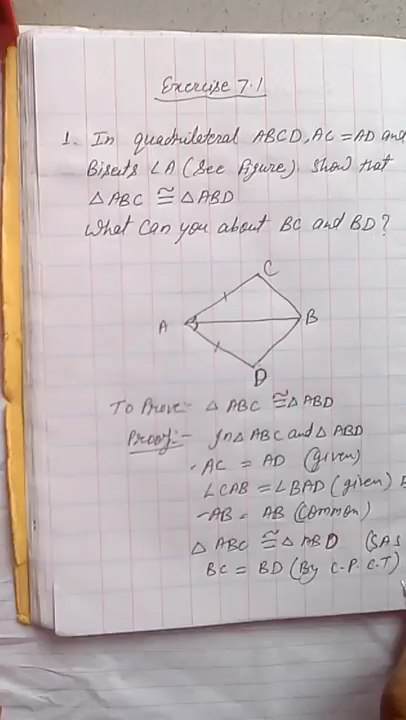 Exercise 7.1
1. In quadrilateral ABCD, AC = AD and
Bisects ∠A (See figure). Show that
△ABC ≅ △ABD
What Can you about BC and BD?
C
A
B
D
To Prove:- △ ABC ≅ △ ABD
Proof:- In △ ABC and △ ABD
AC = AD (given)
∠CAB = ∠BAD (given)
AB = AB (Common)
△ ABC ≅ △ ABD (SAS
BC = BD (By C.P.C.T)